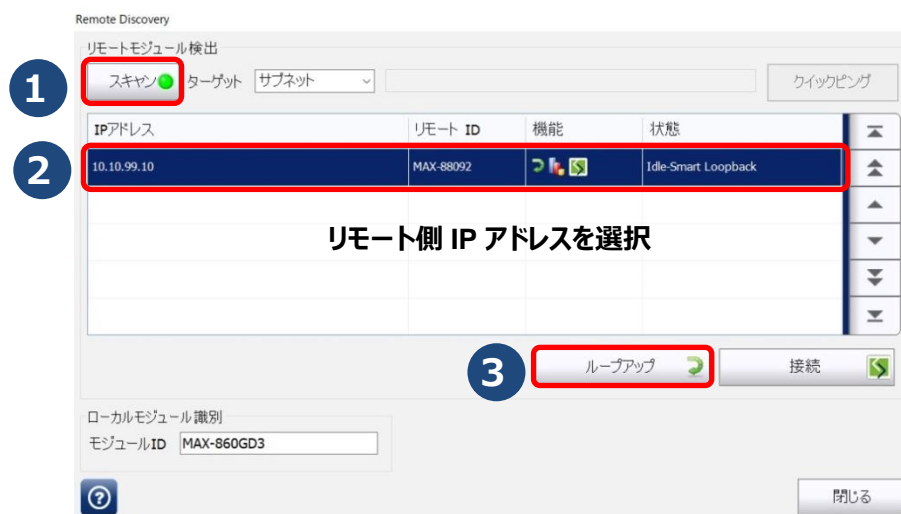 Remote Discovery
リモートモジュール検出
1
スキャン ターゲット サブネット クイックピング
IPアドレス リモート ID 機能 状態
2
10.10.99.10 MAX-88092 Idle-Smart Loopback
リモート側 IP アドレスを選択
3
ループアップ 接続
ローカルモジュール識別
モジュールID MAX-860GD3
?
閉じる